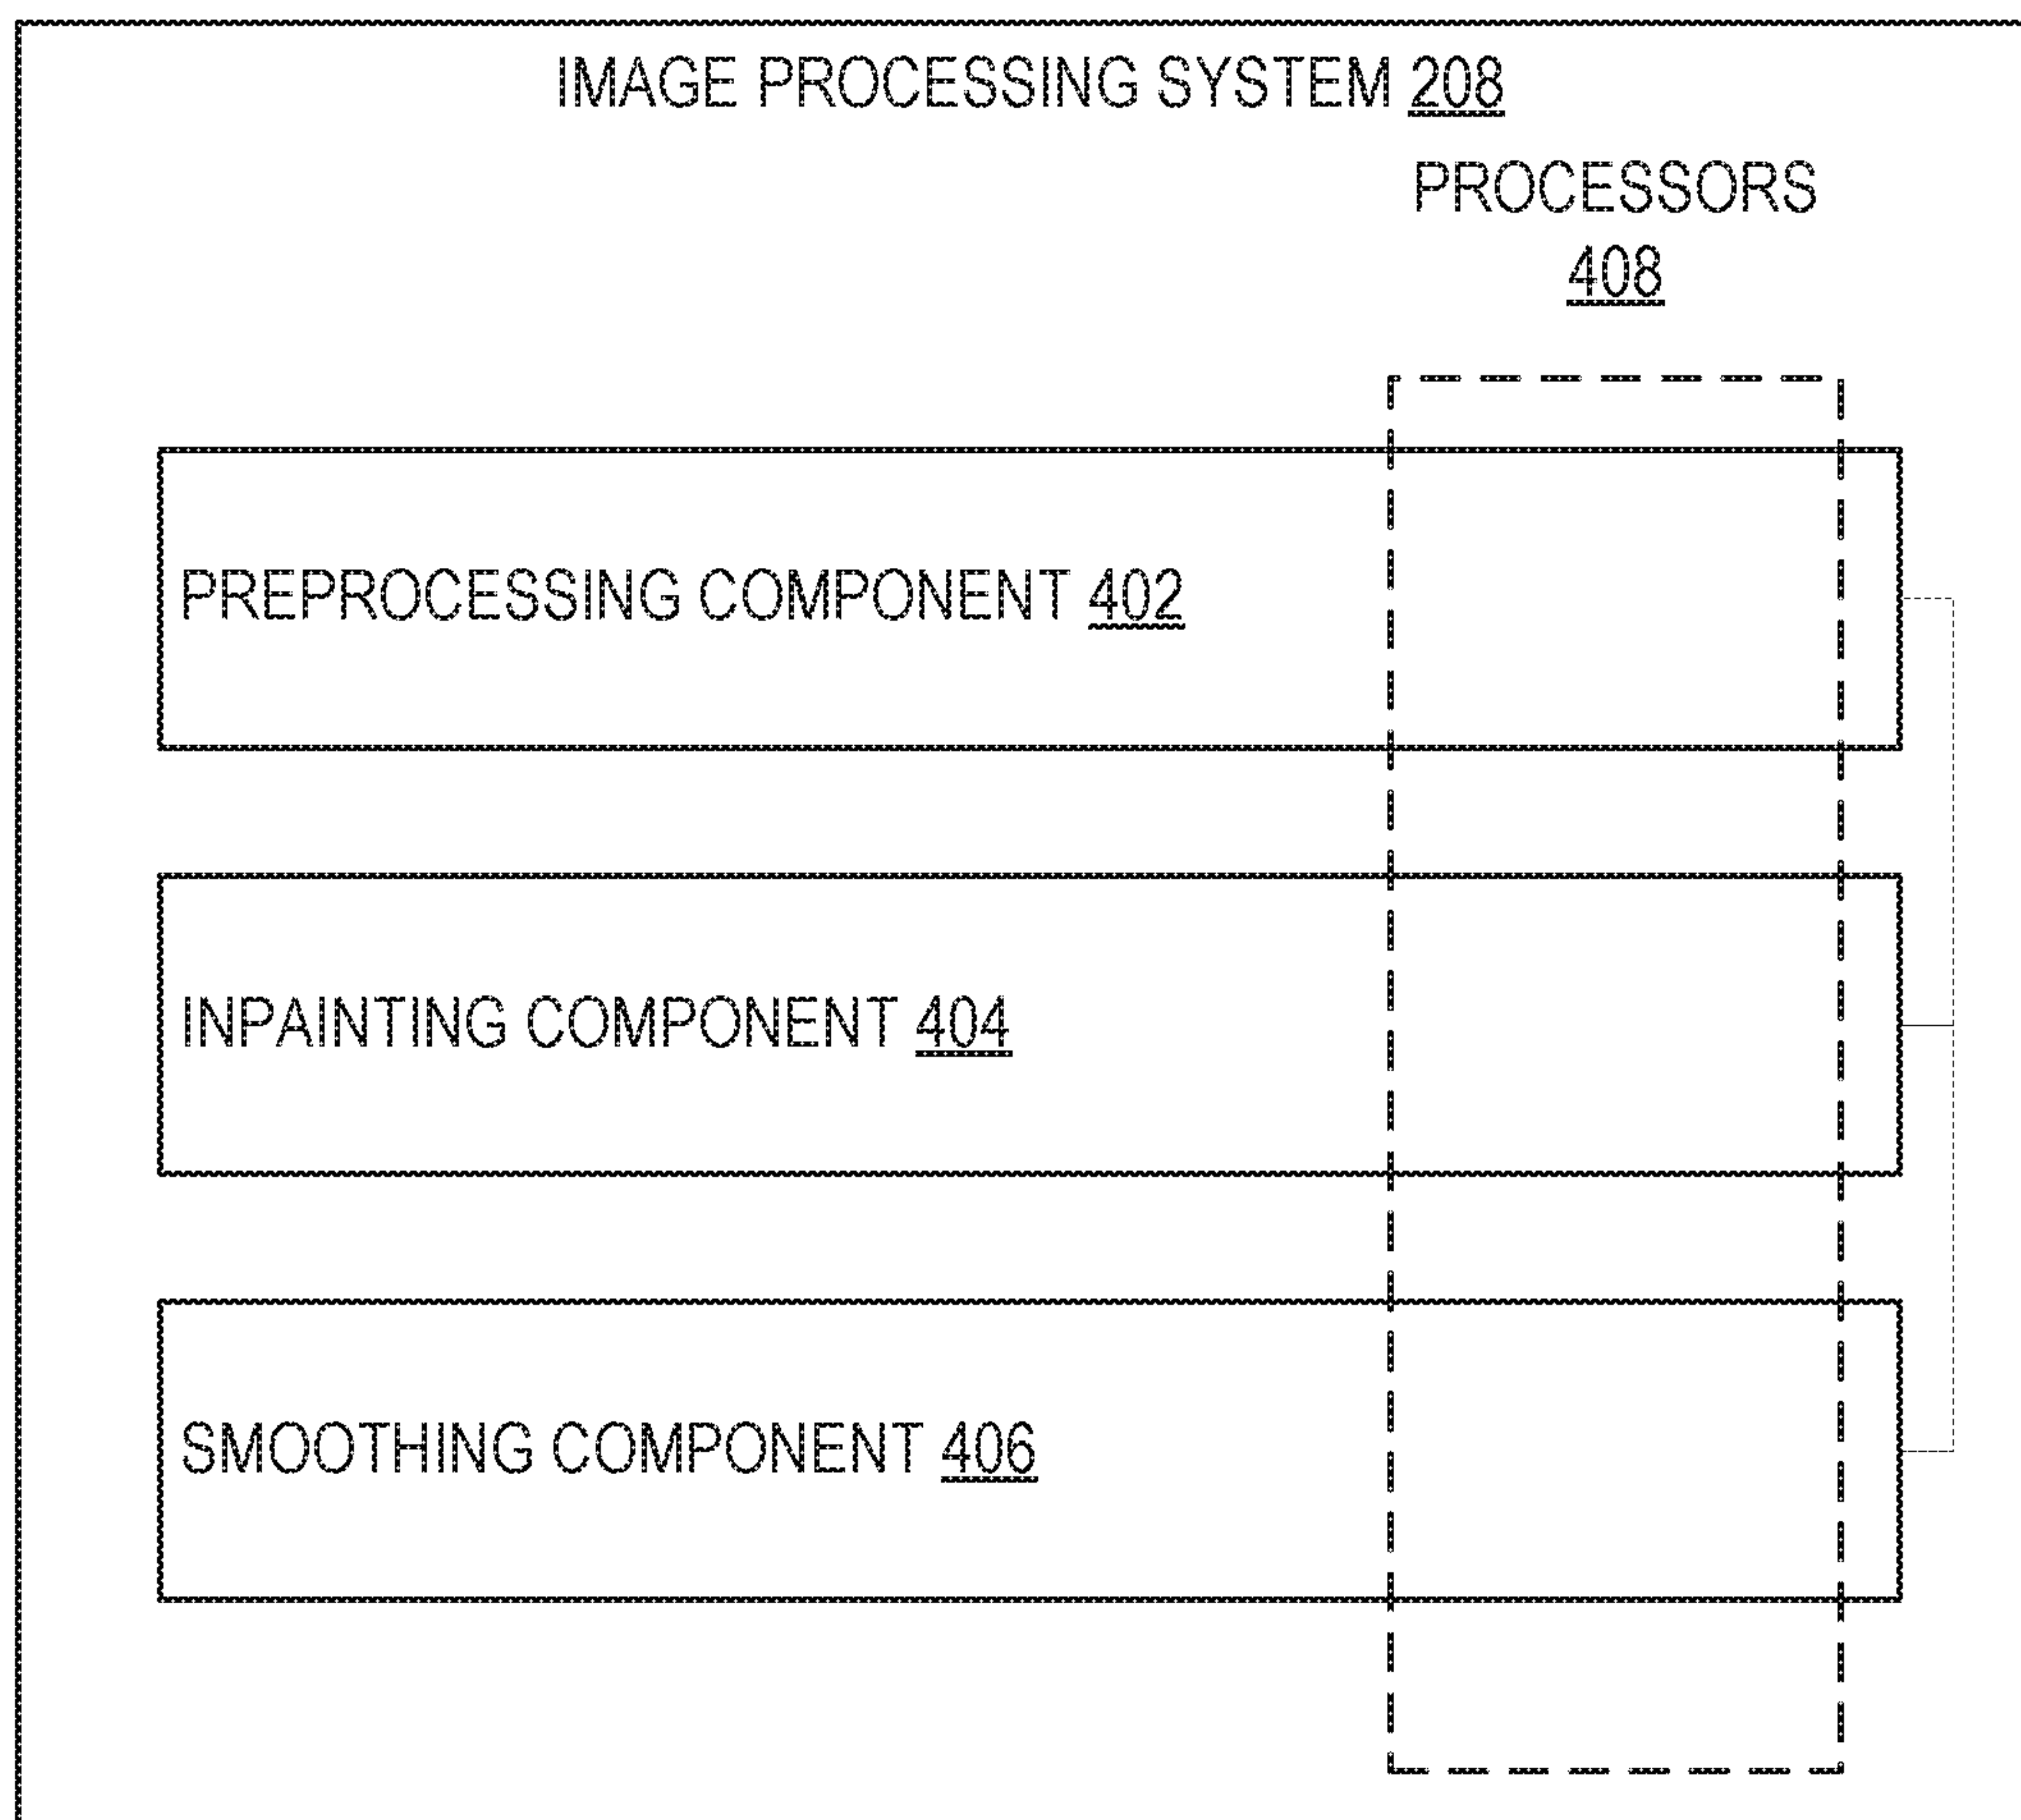 IMAGE PROCESSING SYSTEM 208
PROCESSORS
408
PREPROCESSING COMPONENT 402
INPAINTING COMPONENT 404
SMOOTHING COMPONENT 406